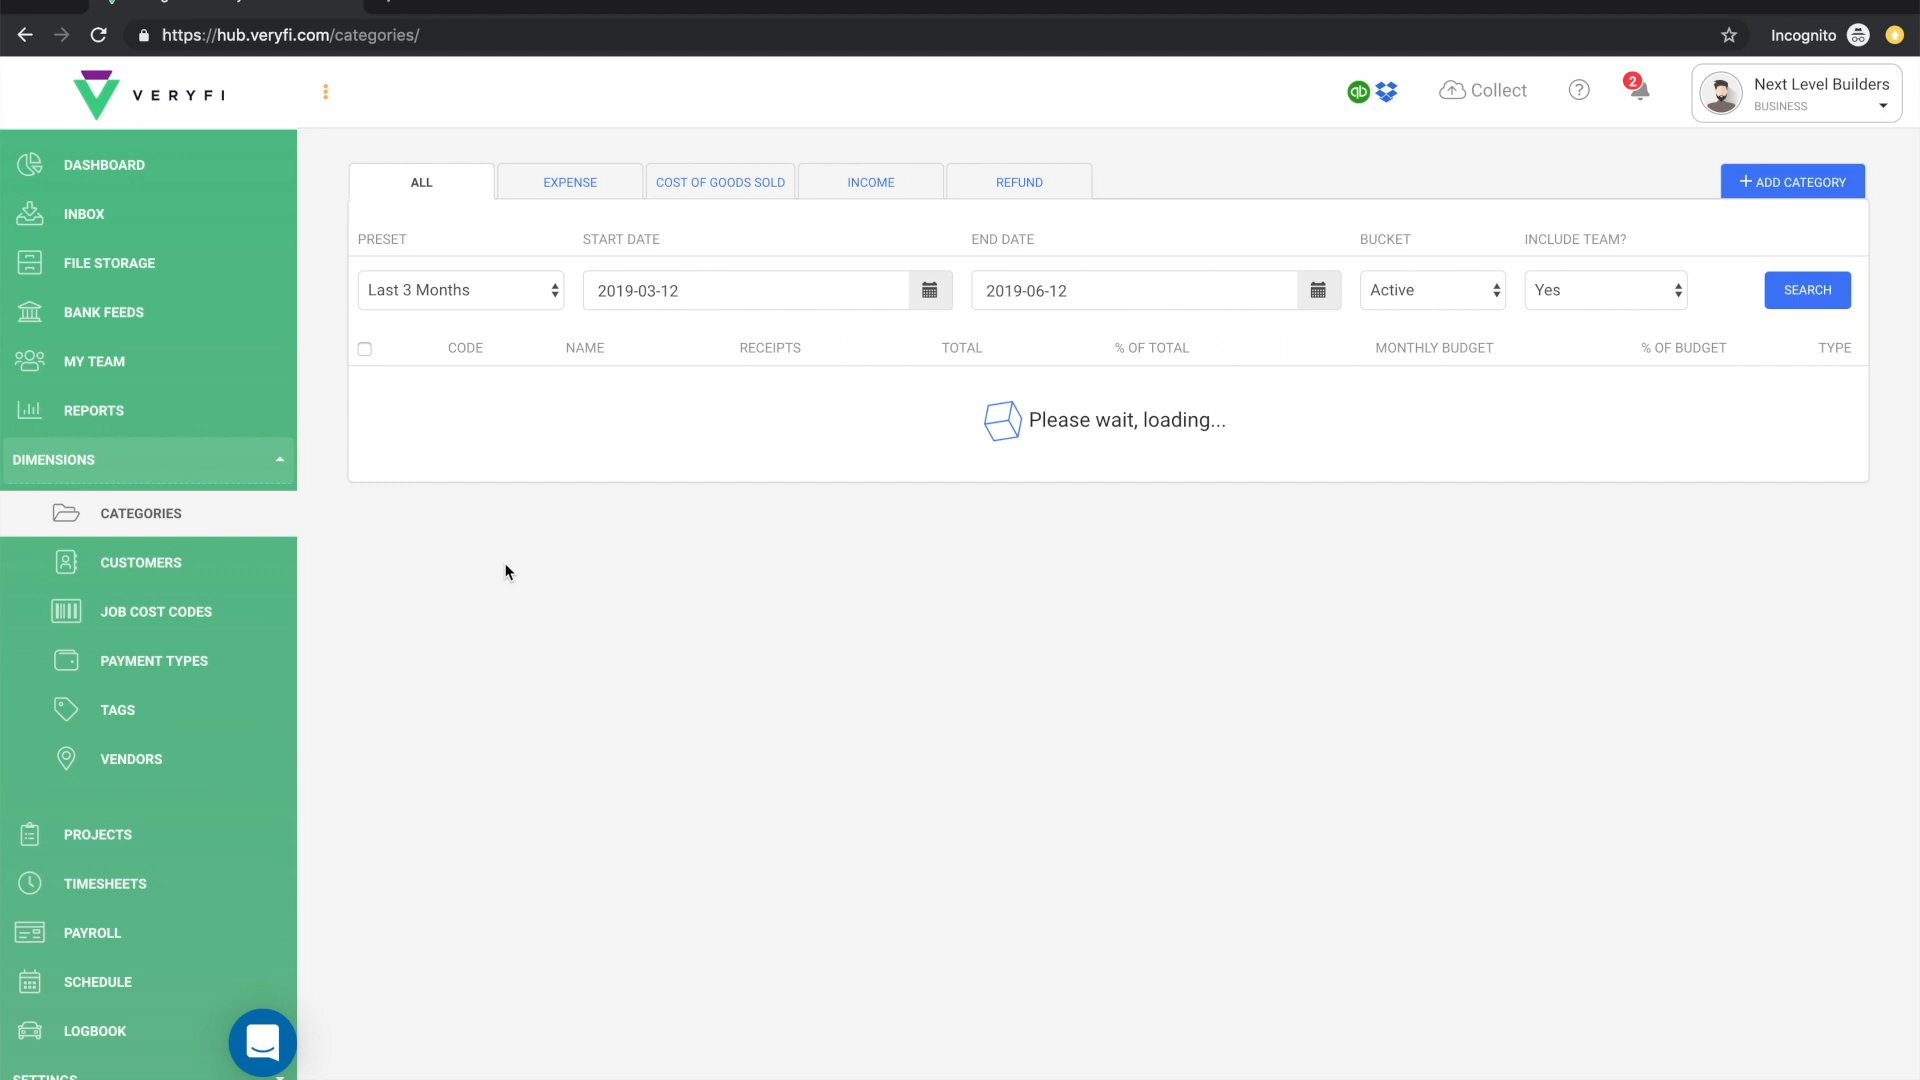 https://hub.veryfi.com/categories/
Incognito
VERYFI
qb
Collect
?
2
Next Level Builders
BUSINESS
DASHBOARD
INBOX
FILE STORAGE
BANK FEEDS
MY TEAM
REPORTS
DIMENSIONS
CATEGORIES
CUSTOMERS
JOB COST CODES
PAYMENT TYPES
TAGS
VENDORS
PROJECTS
TIMESHEETS
PAYROLL
SCHEDULE
LOGBOOK
SETTINGS
ALL EXPENSE COST OF GOODS SOLD INCOME REFUND
+ ADD CATEGORY
PRESET START DATE END DATE BUCKET INCLUDE TEAM?
Last 3 Months 2019-03-12 2019-06-12 Active Yes SEARCH
CODE NAME RECEIPTS TOTAL % OF TOTAL MONTHLY BUDGET % OF BUDGET TYPE
Please wait, loading...